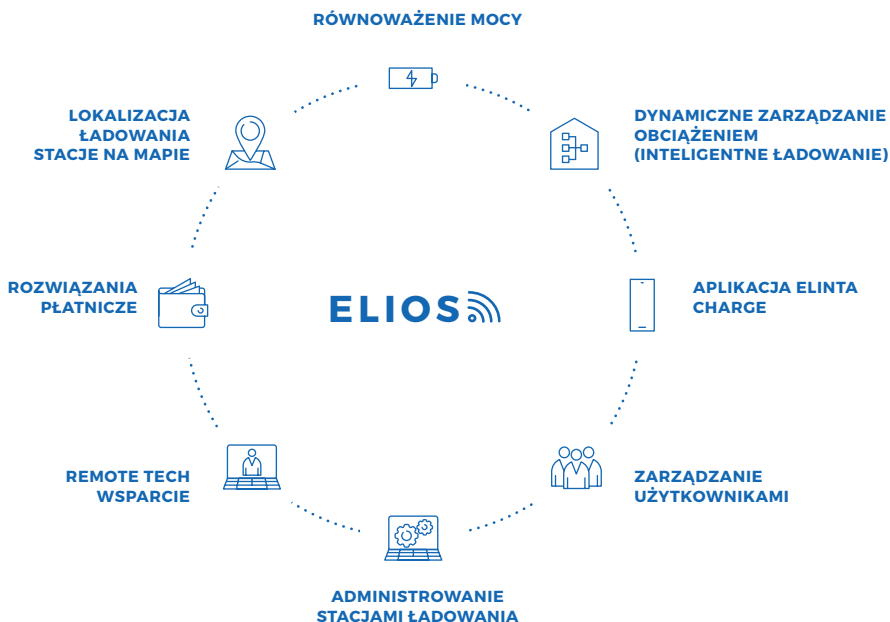 RÓWNOWAŻENIE MOCY
LOKALIZACJA
ŁADOWANIA
STACJE NA MAPIE
DYNAMICZNE ZARZĄDZANIE
OBCIĄŻENIEM
(INTELIGENTNE ŁADOWANIE)
ROZWIĄZANIA
PŁATNICZE
ELIOS
APLIKACJA ELINTA
CHARGE
REMOTE TECH
WSPARCIE
ZARZĄDZANIE
UŻYTKOWNIKAMI
ADMINISTROWANIE
STACJAMI ŁADOWANIA